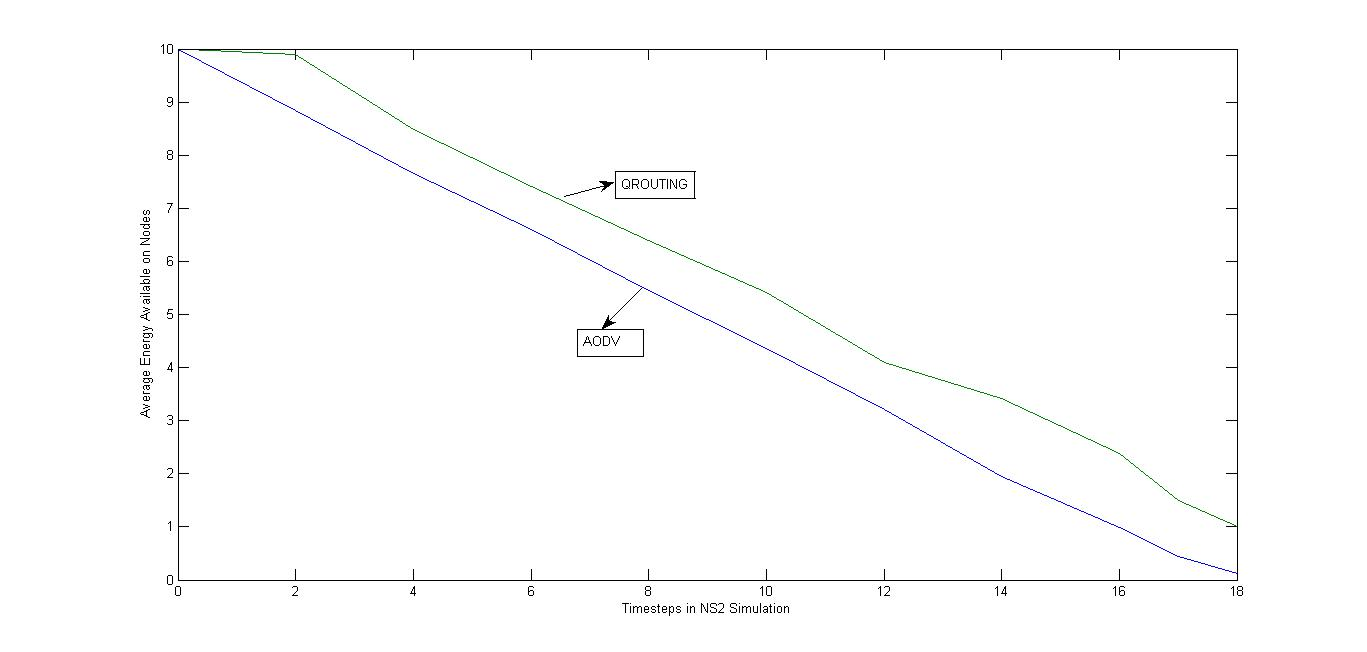 10
9
8
7
6
5
4
3
2
1
0
Average Energy Available on Nodes
QROUTING
AODV
0 2 4 6 8 10 12 14 16 18
Timesteps in NS2 Simulation